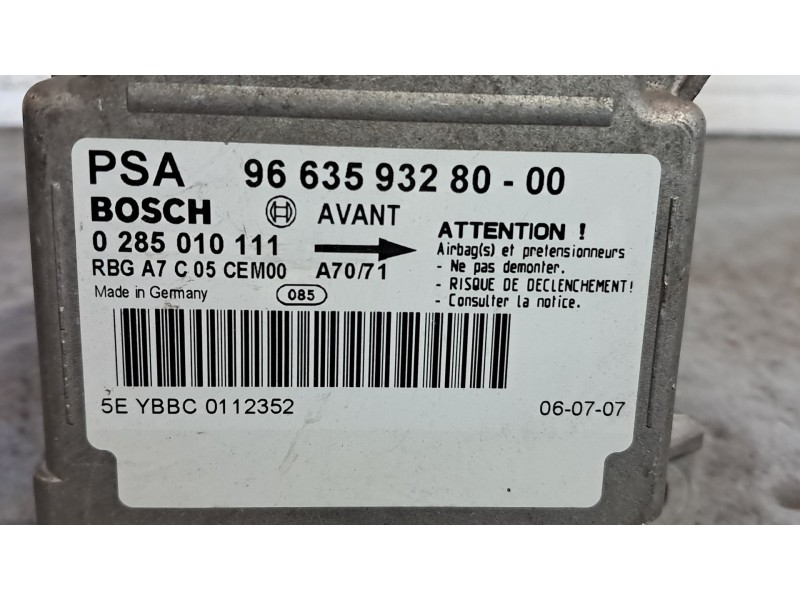 PSA 96 635 932 80 - 00
BOSCH AVANT
0 285 010 111
RBG A7 C 05 CEM00 A70/71
Made in Germany 085
ATTENTION !
Airbag(s) et pretensionneurs
- Ne pas demonter.
- RISQUE DE DECLENCHEMENT!
- Consulter la notice.
5E YBBC 0112352 06-07-07